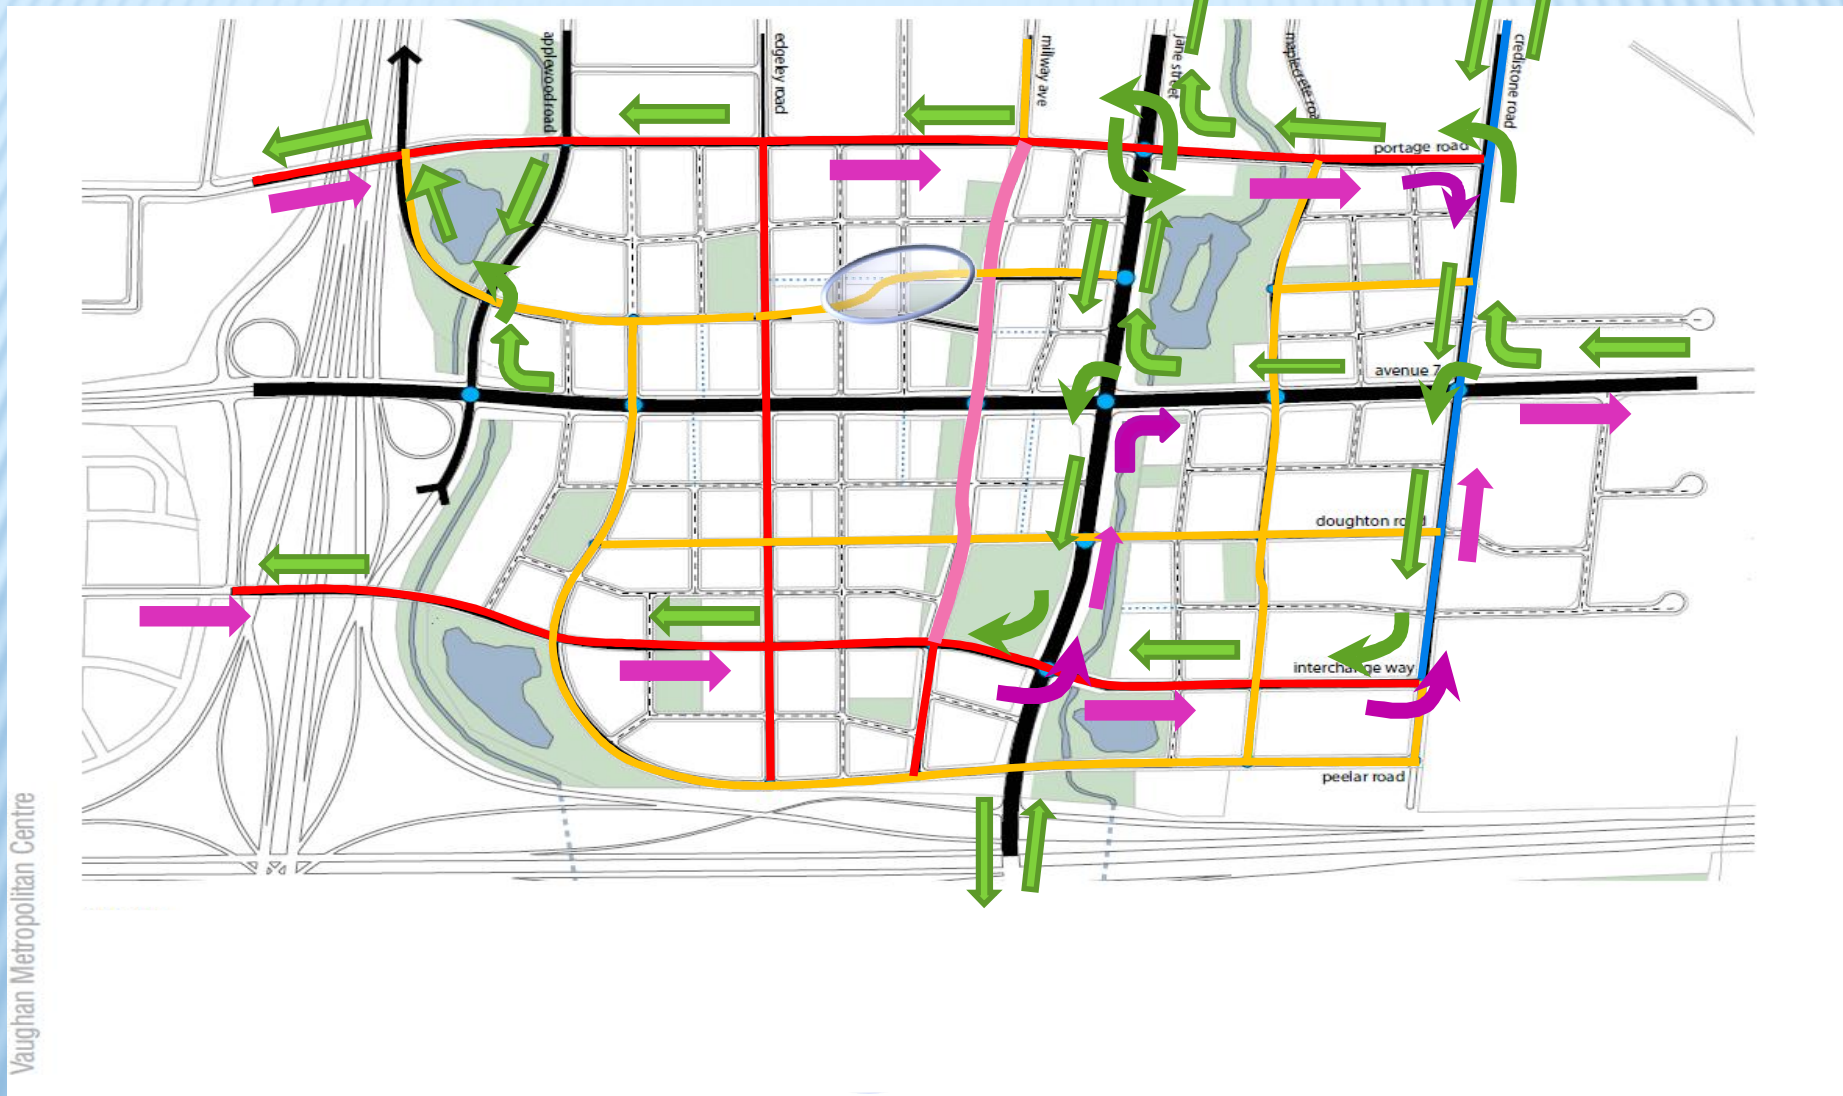 applewood road
edgeley road
millway ave
jane street
maplecrete roa
creditstone road
portage road
avenue 7
doughton road
interchange way
peelar road
Vaughan Metropolitan Centre